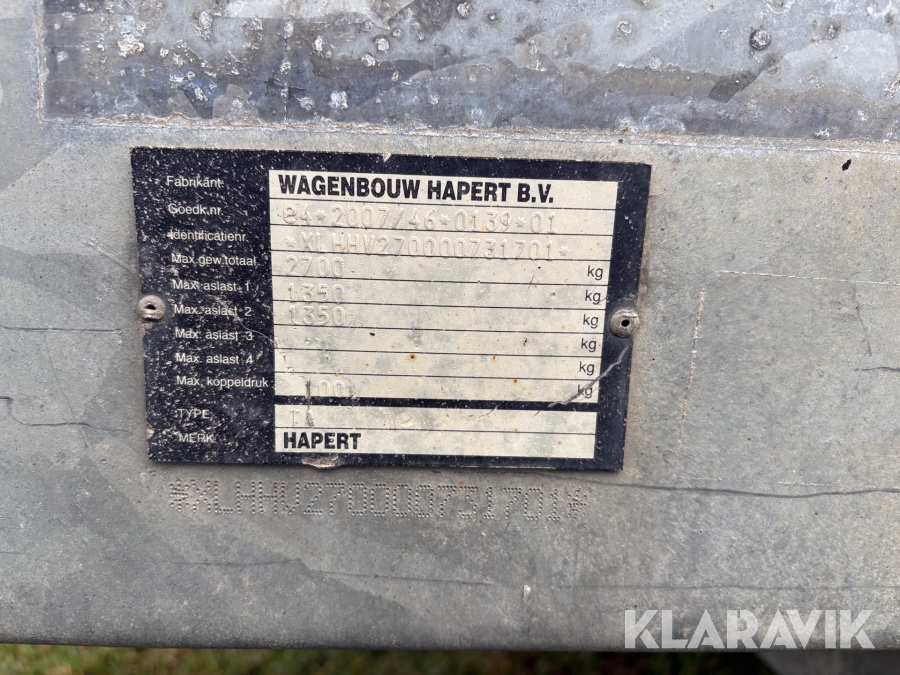 Fabrikant. WAGENBOUW HAPERT B.V.
Goedk.nr. e4*2007/46*0139*01
Identificatienr. *XLHHV270000731701*
Max.gew.totaal 2700 kg
Max. aslast 1 1350 kg
Max. aslast 2 1350 kg
Max. aslast 3 kg
Max. aslast 4 kg
Max. koppeldruk 100 kg
TYPE
MERK HAPERT
*XLHHV270000731701*
KLARAVIK